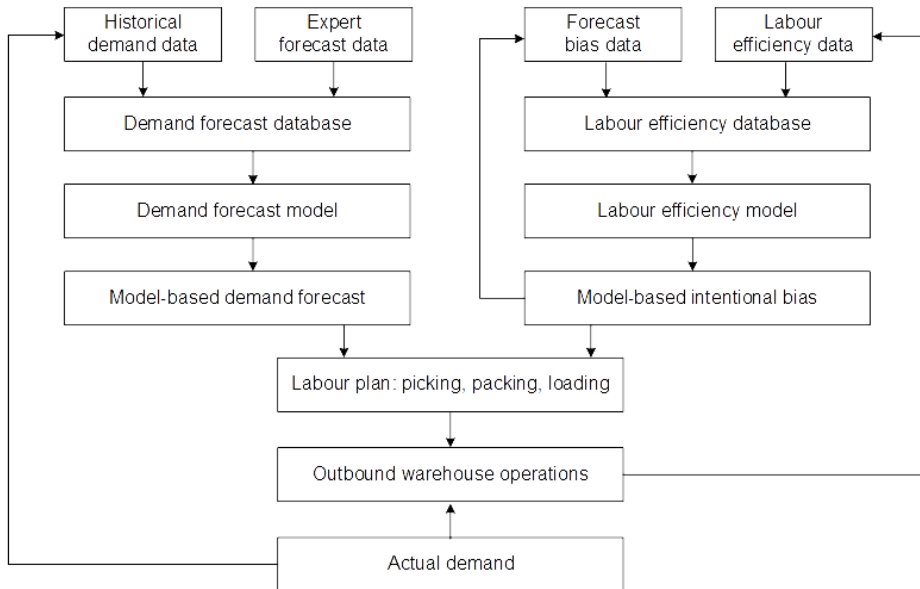 Historical
demand data
Expert
forecast data
Forecast
bias data
Labour
efficiency data
Demand forecast database
Labour efficiency database
Demand forecast model
Labour efficiency model
Model-based demand forecast
Model-based intentional bias
Labour plan: picking, packing, loading
Outbound warehouse operations
Actual demand